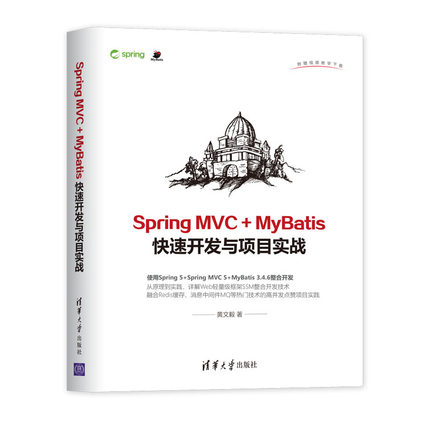 Spring MVC + MyBatis 快速开发与项目实战
清华大学出版社
spring
MyBatis
Spring MVC + MyBatis
快速开发与项目实战
使用Spring 5+Spring MVC 5+MyBatis 3.4.6整合开发
从原理到实践，详解Web轻量级框架SSM整合开发技术
融合Redis缓存、消息中间件MQ等热门技术的高并发点赞项目实践
黄文毅 著
清华大学出版社